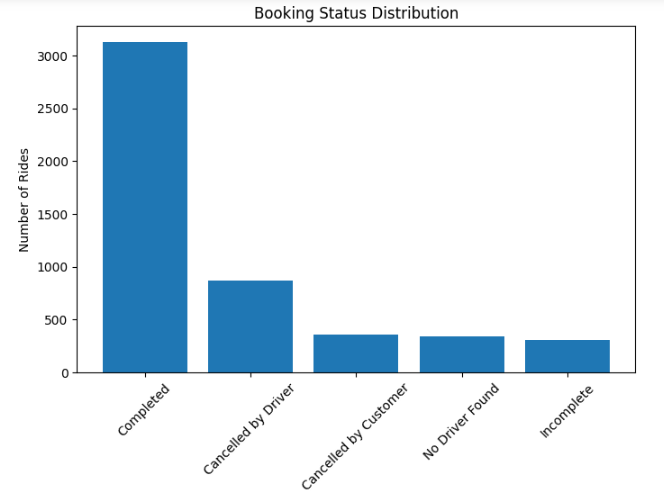 Booking Status Distribution
Number of Rides
3000
2500
2000
1500
1000
500
0
Completed
Cancelled by Driver
Cancelled by Customer
No Driver Found
Incomplete